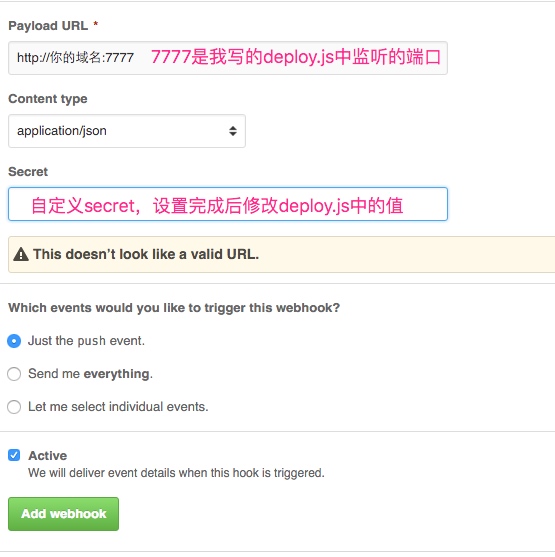 Payload URL *
http://你的域名:7777 7777是我写的deploy.js中监听的端口
Content type
application/json
Secret
自定义secret，设置完成后修改deploy.js中的值
This doesn’t look like a valid URL.
Which events would you like to trigger this webhook?
Just the push event.
Send me everything.
Let me select individual events.
Active
We will deliver event details when this hook is triggered.
Add webhook